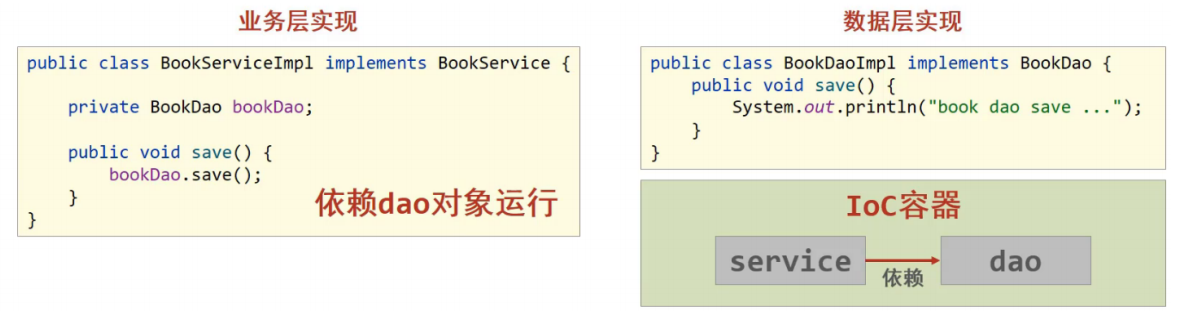 业务层实现
public class BookServiceImpl implements BookService {
private BookDao bookDao;
public void save() {
bookDao.save();
}
}
依赖dao对象运行
数据层实现
public class BookDaoImpl implements BookDao {
public void save() {
System.out.println("book dao save ...");
}
}
IoC容器
service
依赖
dao